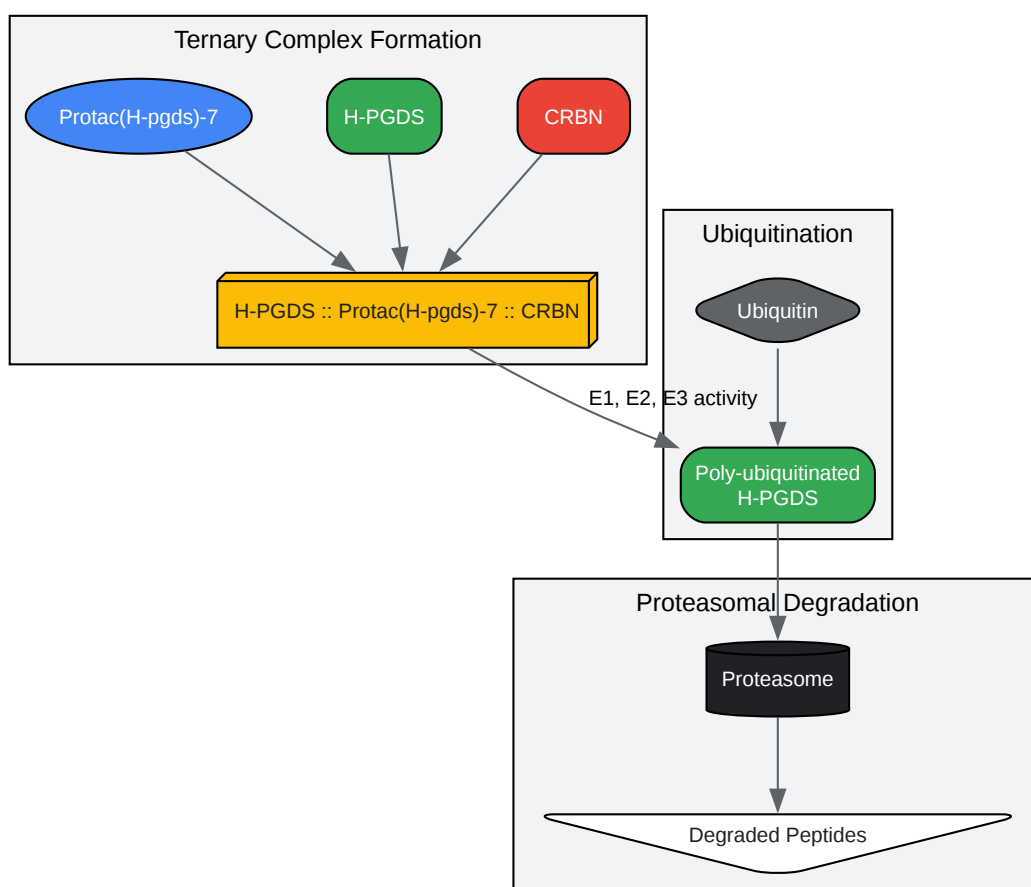 Ternary Complex Formation
Protac(H-pgds)-7
H-PGDS
CRBN
H-PGDS :: Protac(H-pgds)-7 :: CRBN
Ubiquitination
Ubiquitin
E1, E2, E3 activity
Poly-ubiquitinated
H-PGDS
Proteasomal Degradation
Proteasome
Degraded Peptides